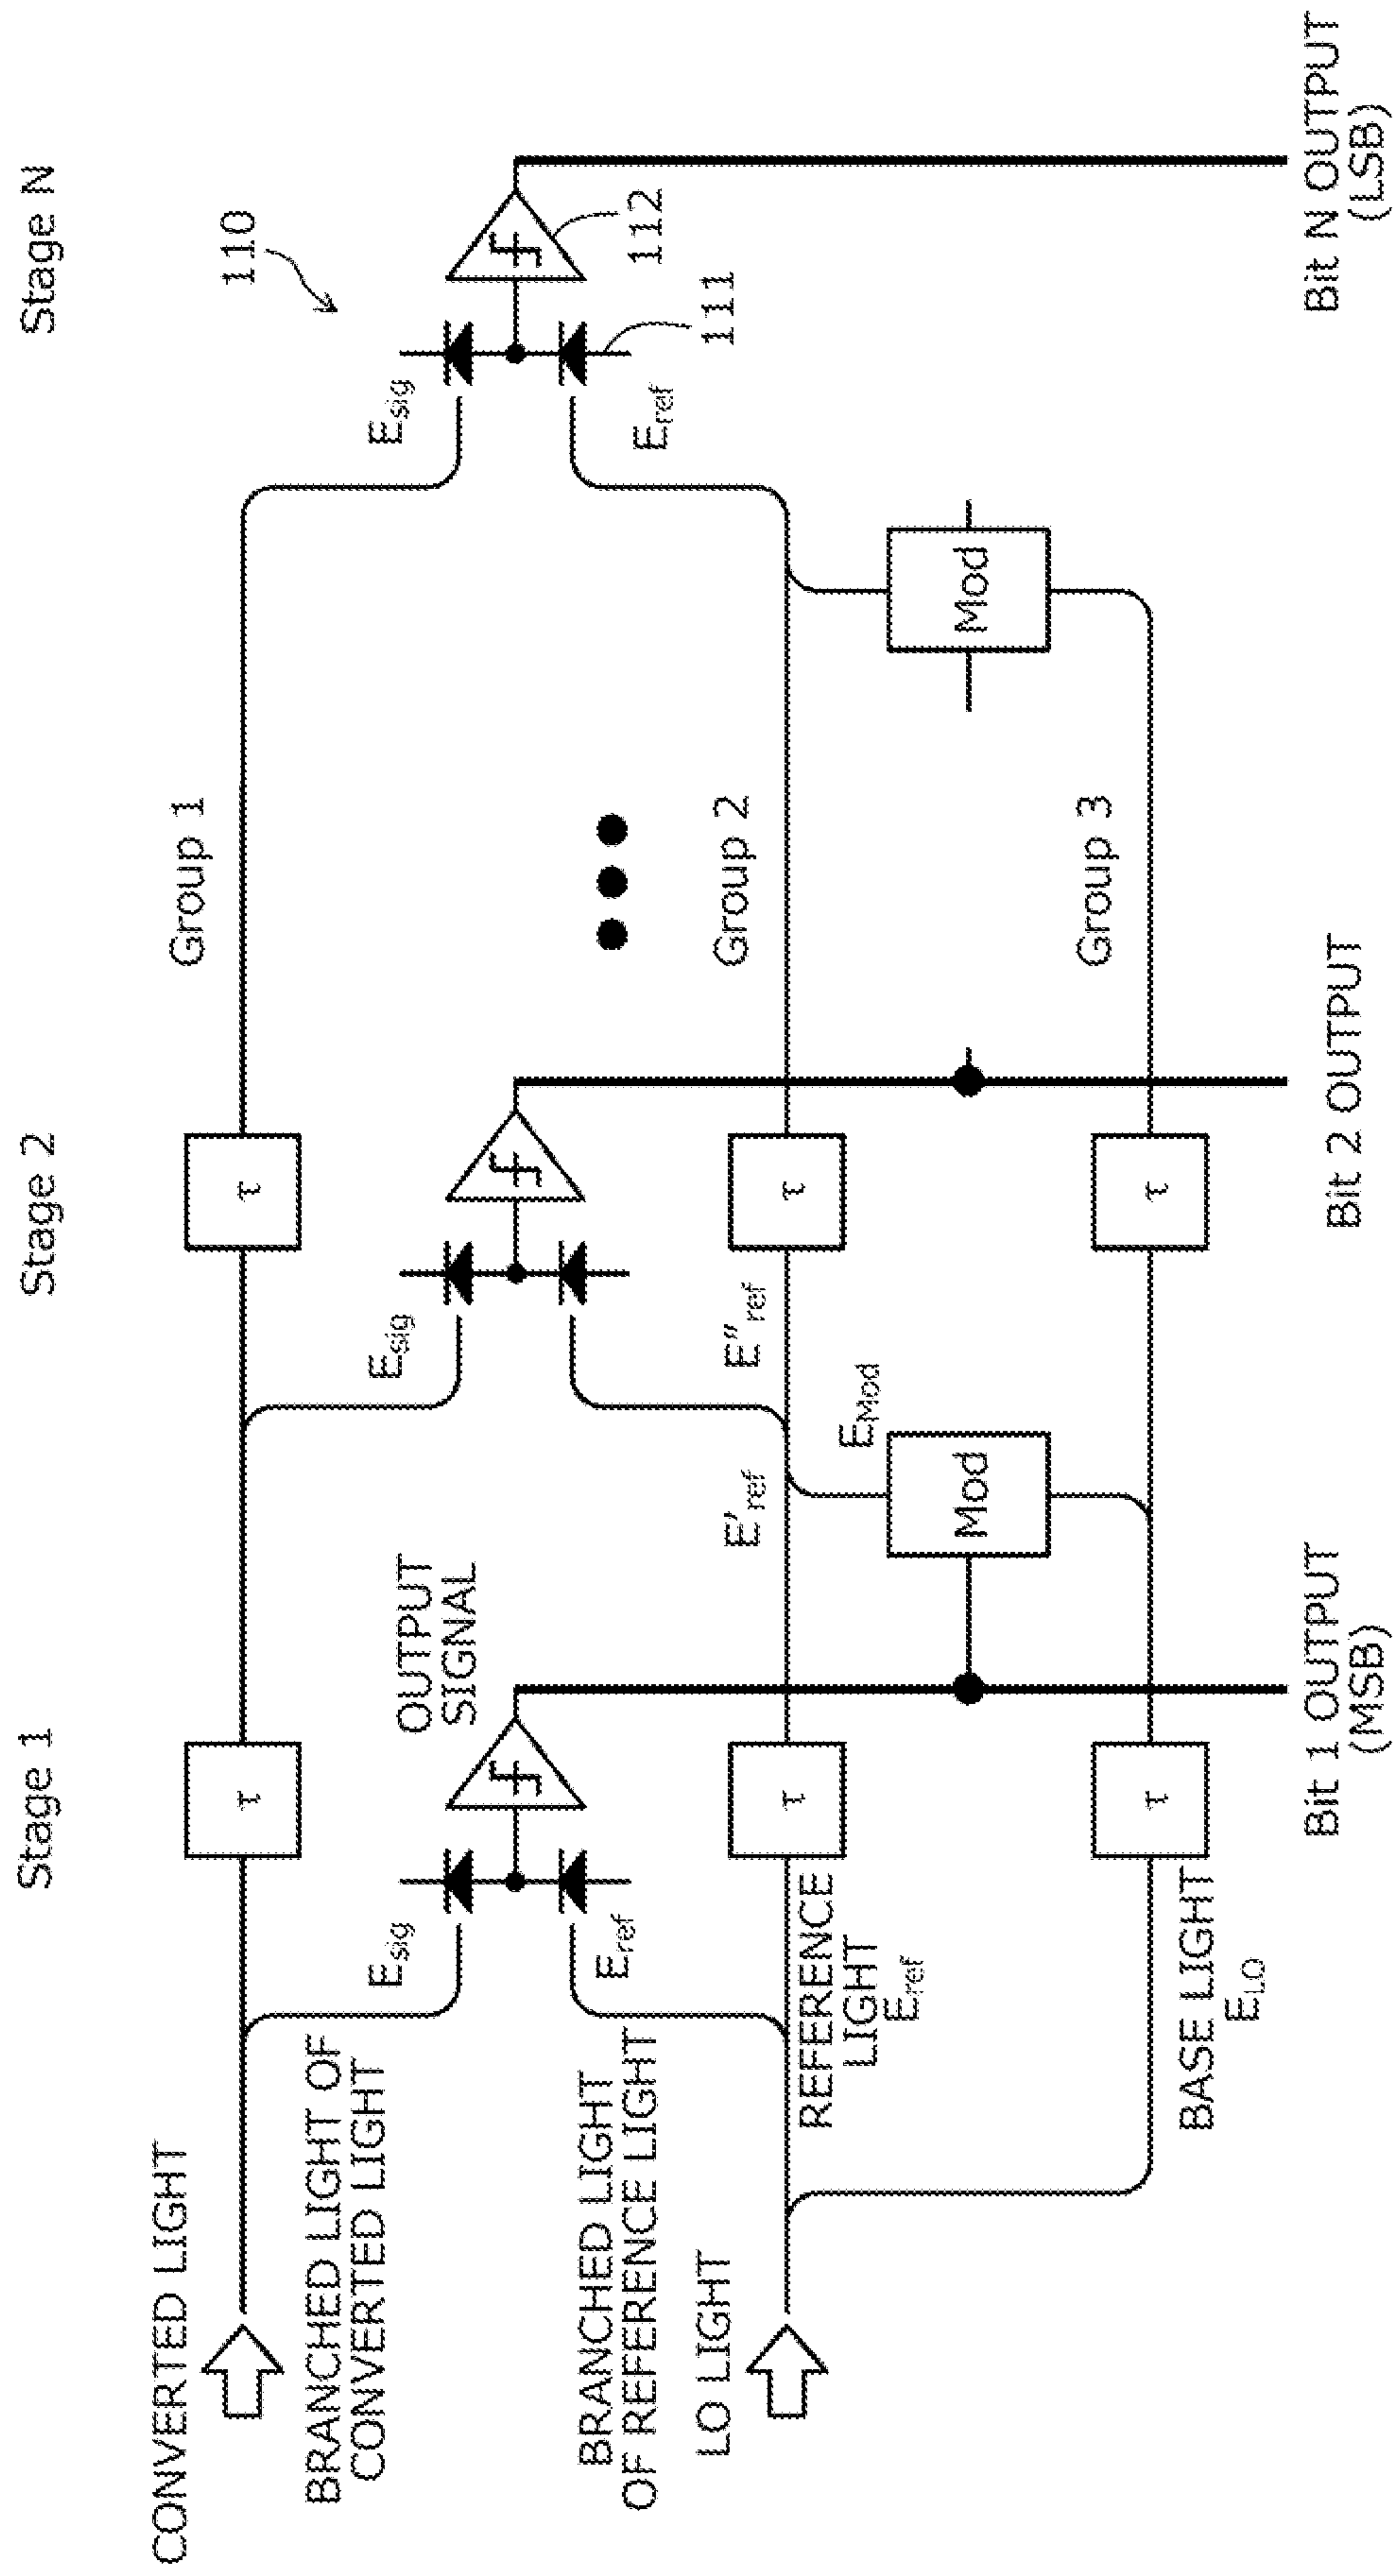 Stage 1
Stage 2
Stage N
CONVERTED LIGHT
Group 1
τ
τ
BRANCHED LIGHT OF
CONVERTED LIGHT
Esig
OUTPUT
SIGNAL
Esig
Esig
110
112
111
BRANCHED LIGHT
OF REFERENCE LIGHT
Eref
Eref
LO LIGHT
REFERENCE
LIGHT
Eref
τ
E'ref
E"ref
τ
Group 2
EMod
Mod
Mod
BASE LIGHT
ELO
τ
τ
Group 3
Bit 1 OUTPUT
(MSB)
Bit 2 OUTPUT
Bit N OUTPUT
(LSB)